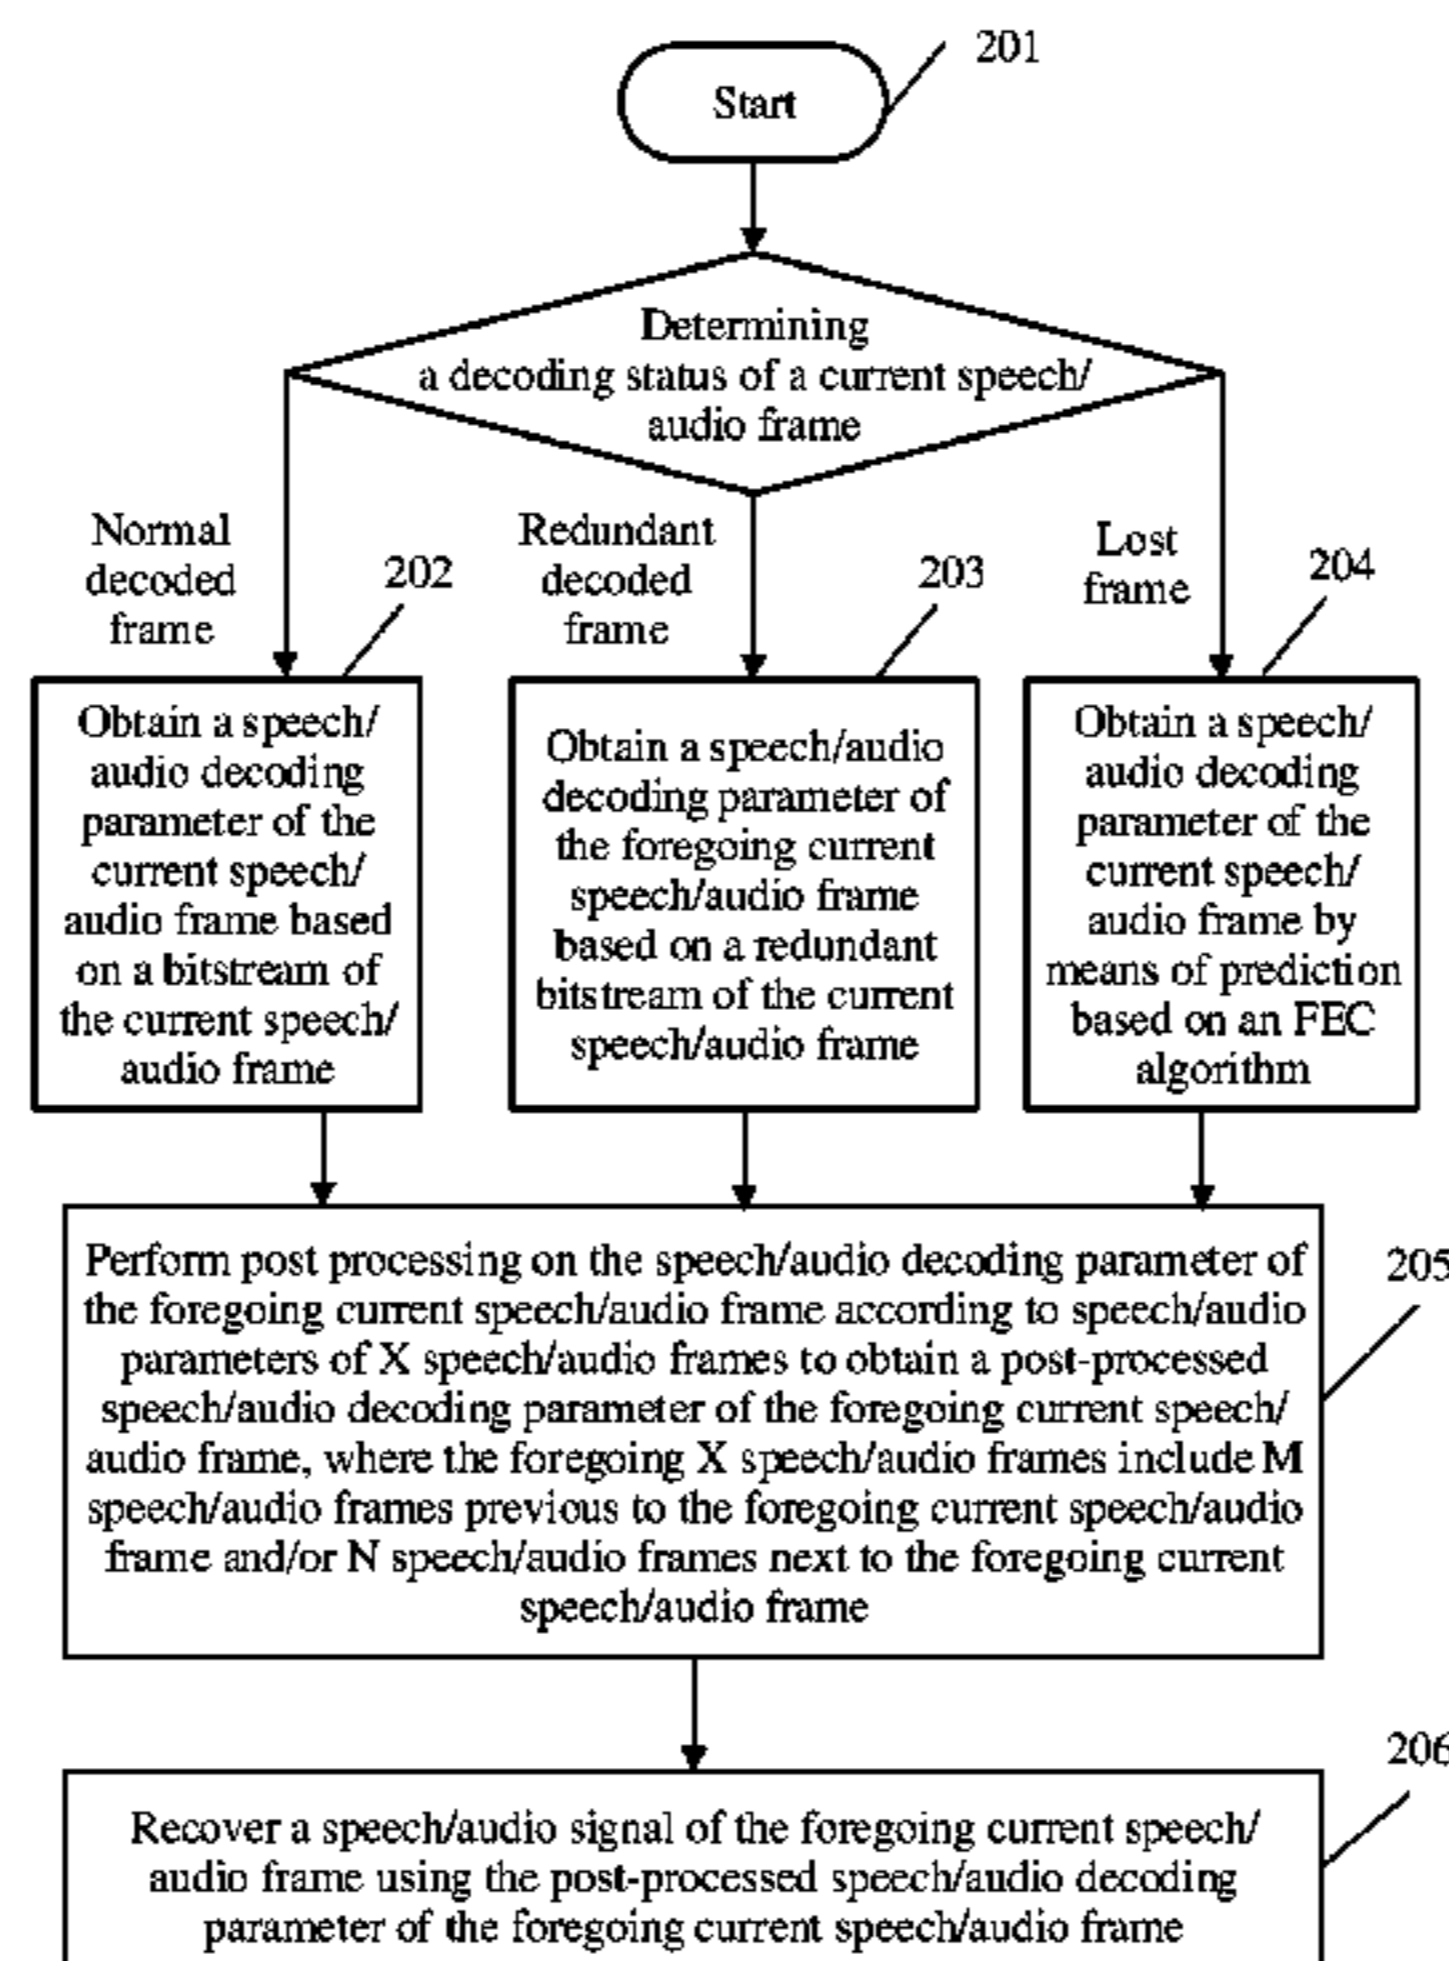 201
Start
Determining
a decoding status of a current speech/
audio frame
Normal
decoded
frame
202
Redundant
decoded
frame
203
Lost
frame
204
Obtain a speech/
audio decoding
parameter of the
current speech/
audio frame based
on a bitstream of
the current speech/
audio frame
Obtain a speech/audio
decoding parameter of
the foregoing current
speech/audio frame
based on a redundant
bitstream of the current
speech/audio frame
Obtain a speech/
audio decoding
parameter of the
current speech/
audio frame by
means of prediction
based on an FEC
algorithm
Perform post processing on the speech/audio decoding parameter of
the foregoing current speech/audio frame according to speech/audio
parameters of X speech/audio frames to obtain a post-processed
speech/audio decoding parameter of the foregoing current speech/
audio frame, where the foregoing X speech/audio frames include M
speech/audio frames previous to the foregoing current speech/audio
frame and/or N speech/audio frames next to the foregoing current
speech/audio frame
205
206
Recover a speech/audio signal of the foregoing current speech/
audio frame using the post-processed speech/audio decoding
parameter of the foregoing current speech/audio frame